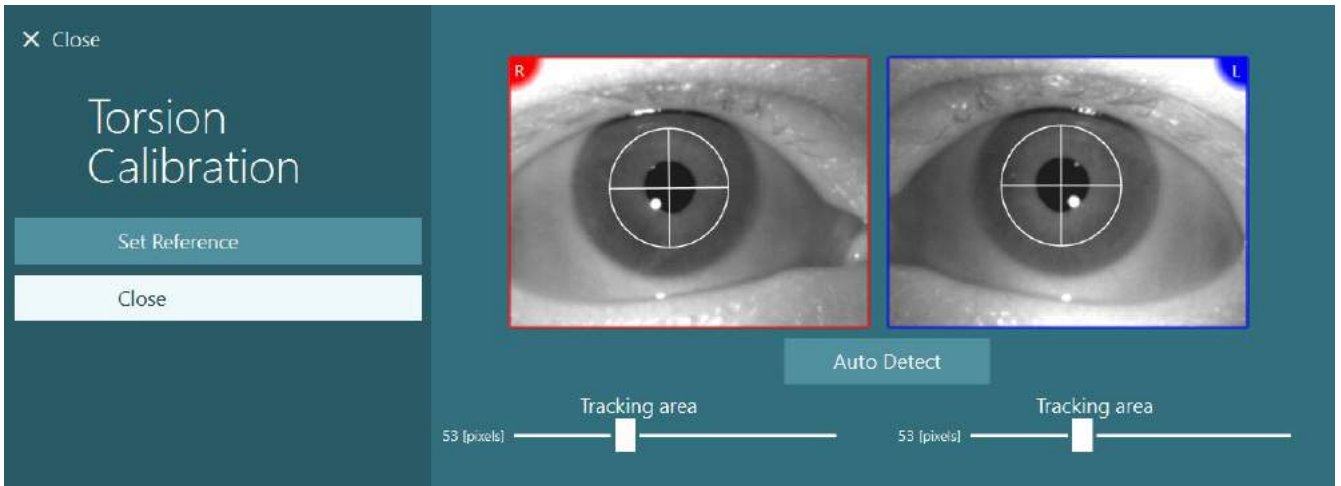 X Close
Torsion
Calibration
Set Reference
Close
R
L
Auto Detect
Tracking area
53 [pixels]
Tracking area
53 [pixels]